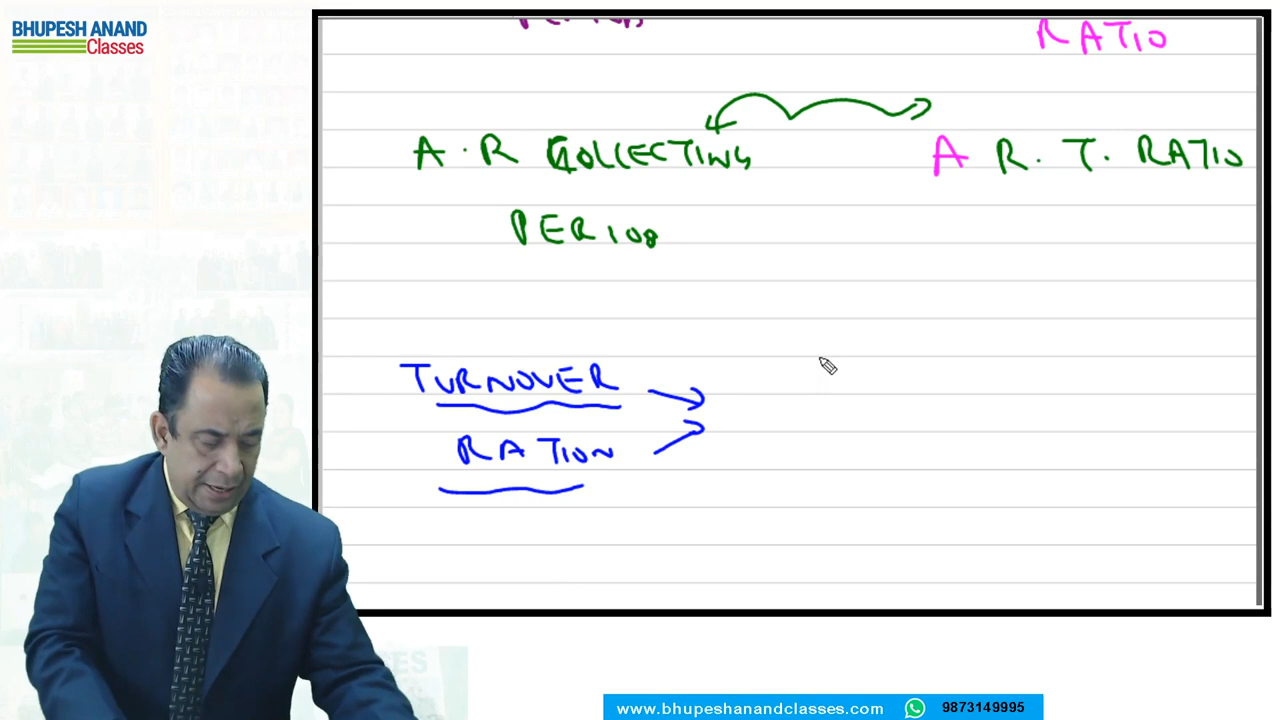 BHUPESH ANAND
Classes
RATIO
A.R COLLECTING
PERIOD
A R. T. RATIO
TURNOVER
RATION
www.bhupeshanandclasses.com
9873149995